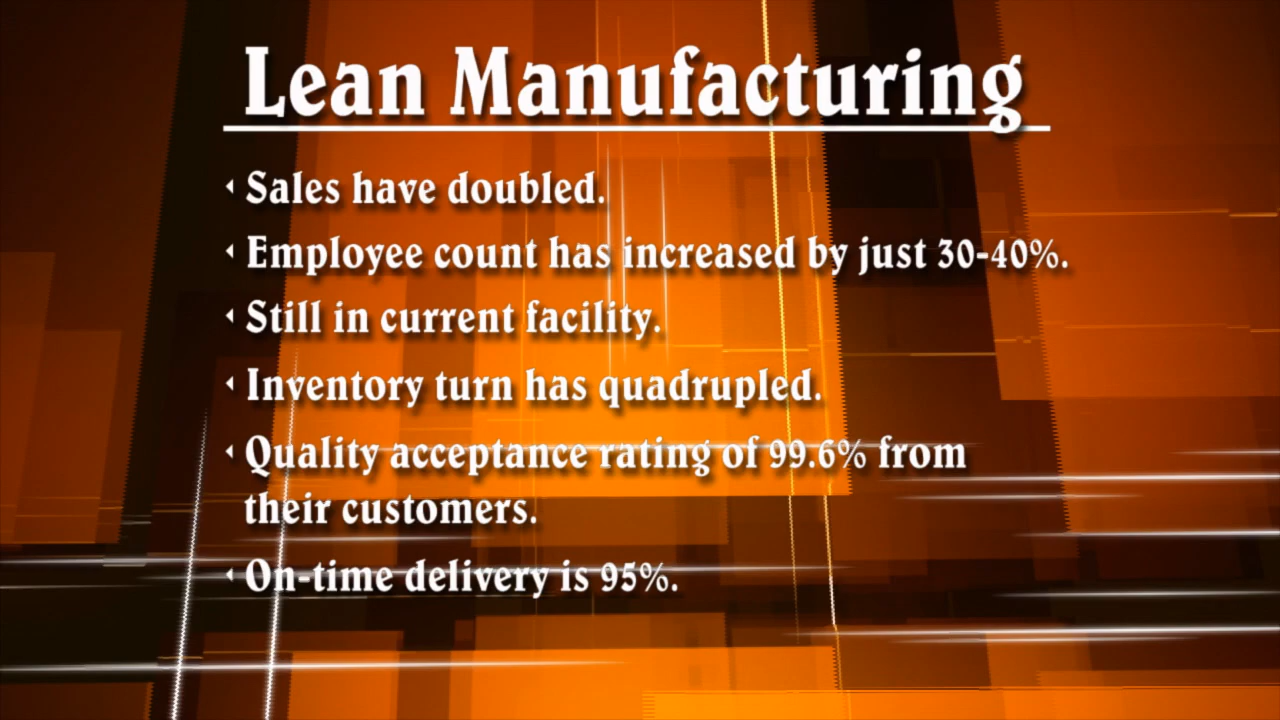 Lean Manufacturing
Sales have doubled.
Employee count has increased by just 30-40%.
Still in current facility.
Inventory turn has quadrupled.
Quality acceptance rating of 99.6% from
their customers.
On-time delivery is 95%.